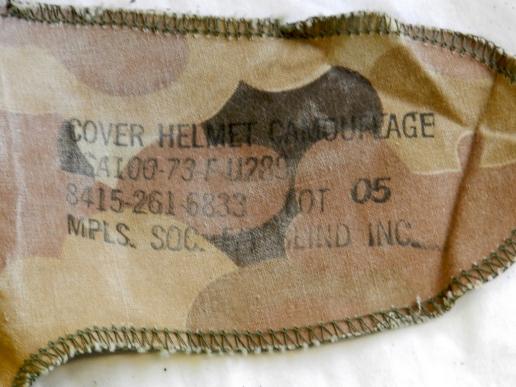 COVER HELMET CAMOUFLAGE
DSA100-73-F-U289
8415-261-6833 LOT 05
MPLS. SOC. BLIND INC.